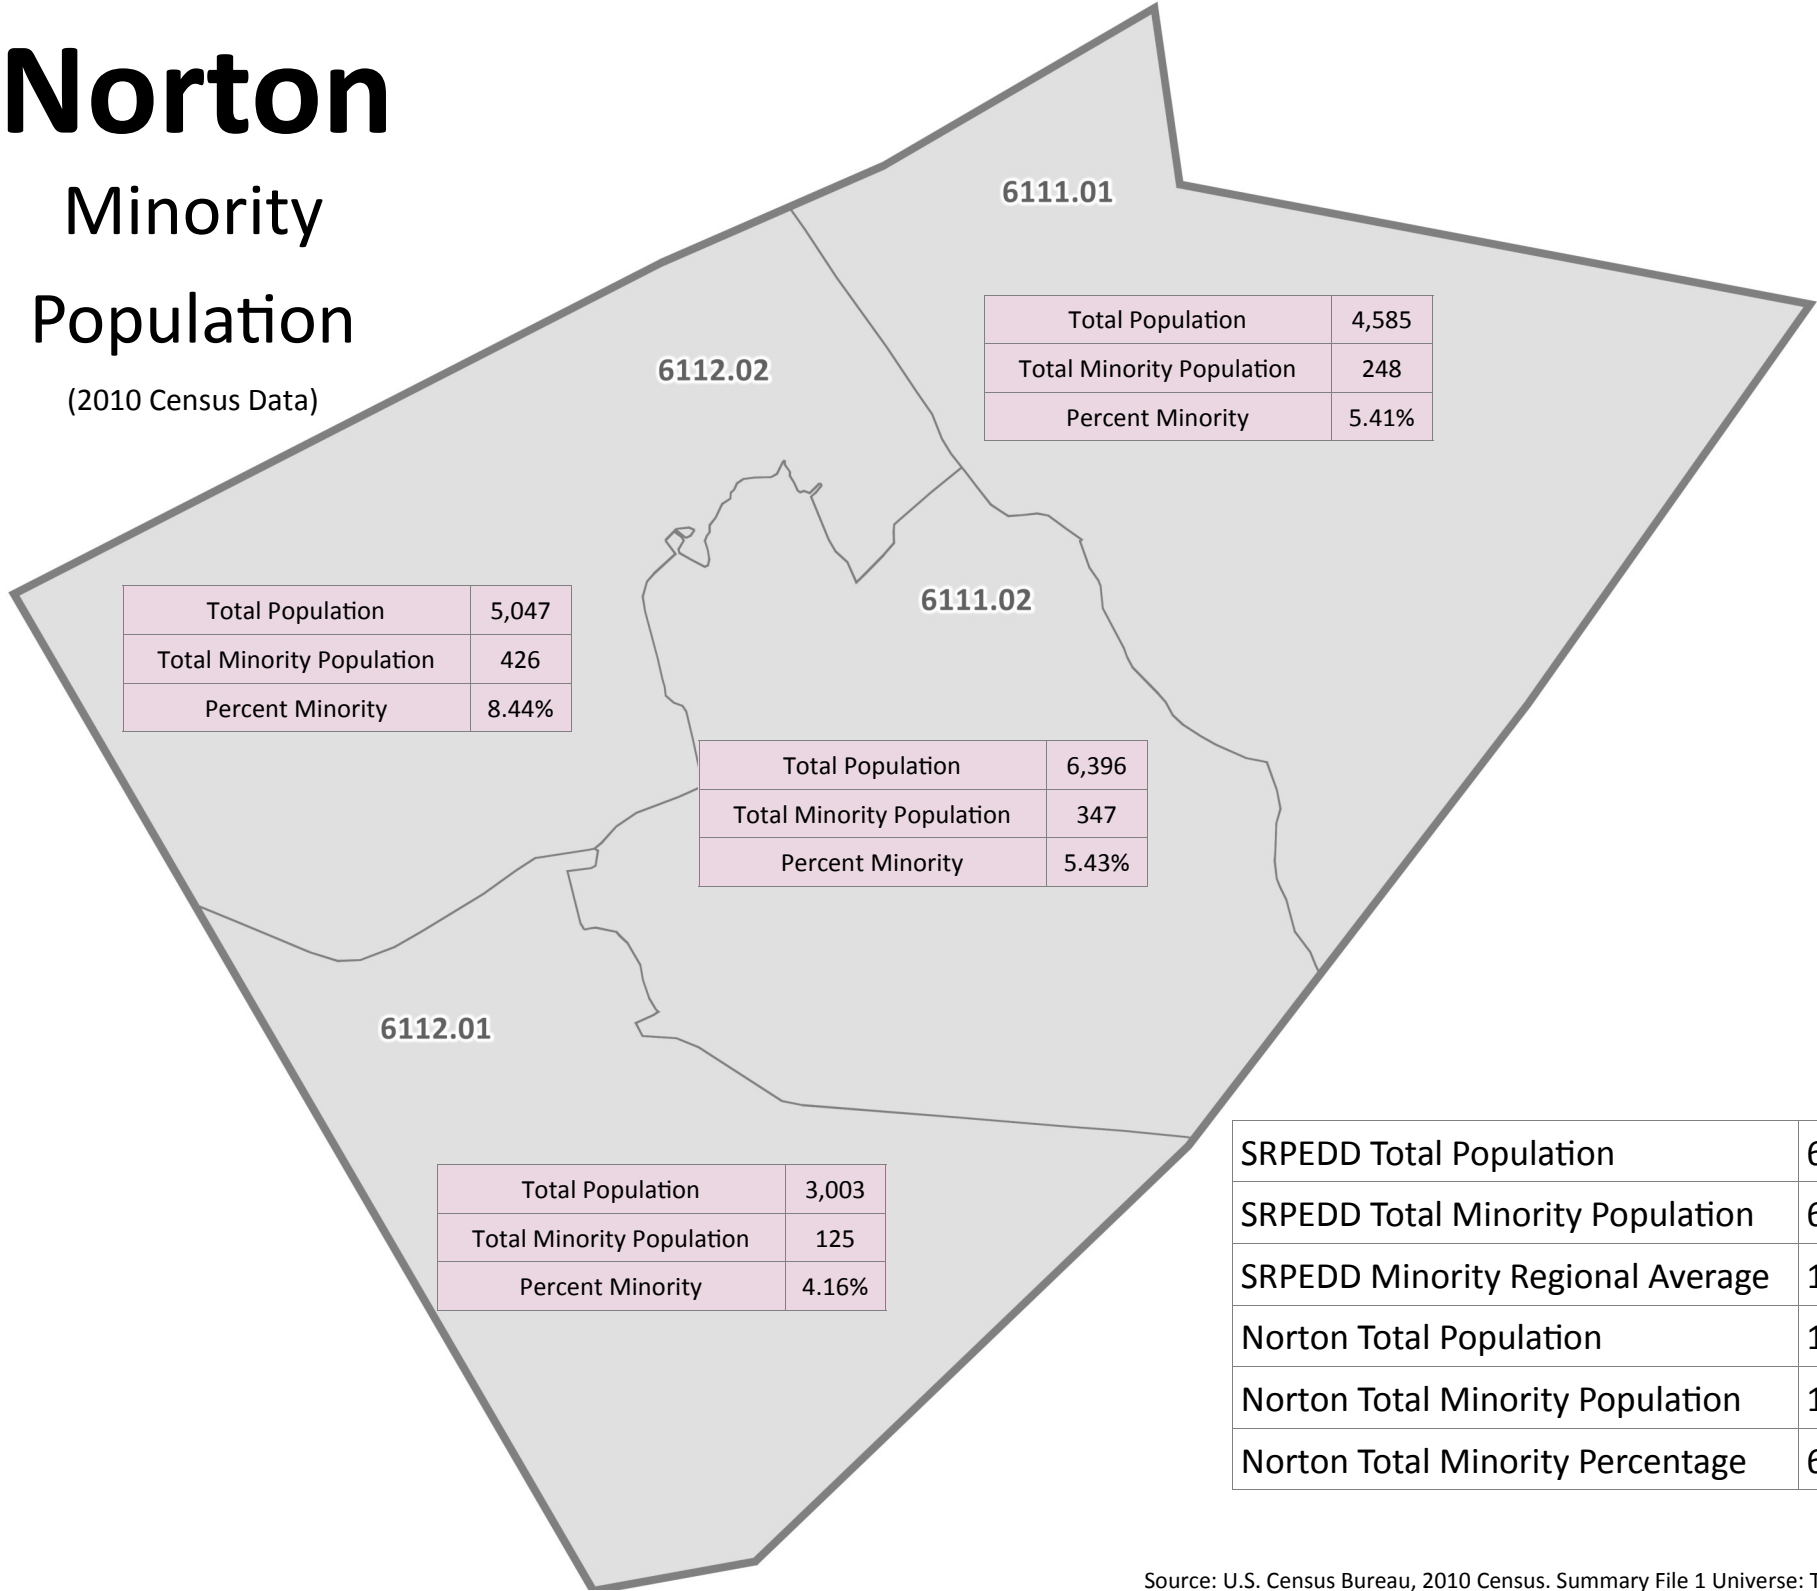 Norton
Minority
Population
(2010 Census Data)
6111.01
Total Population 4,585
Total Minority Population 248
Percent Minority 5.41%
6112.02
Total Population 5,047
Total Minority Population 426
Percent Minority 8.44%
6111.02
Total Population 6,396
Total Minority Population 347
Percent Minority 5.43%
6112.01
Total Population 3,003
Total Minority Population 125
Percent Minority 4.16%
SRPEDD Total Population
SRPEDD Total Minority Population
SRPEDD Minority Regional Average
Norton Total Population
Norton Total Minority Population
Norton Total Minority Percentage
Source: U.S. Census Bureau, 2010 Census. Summary File 1 Universe: